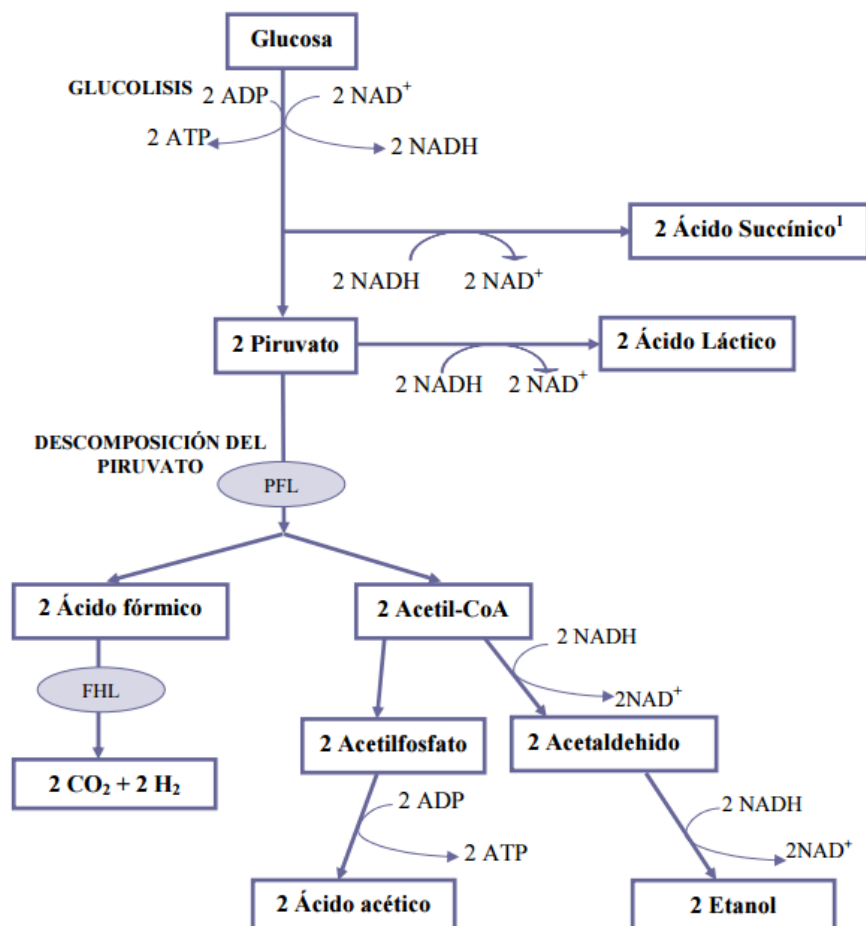 Glucosa
GLUCOLISIS
2 ADP
2 NAD⁺
2 ATP
2 NADH
2 Ácido Succínico¹
2 NADH
2 NAD⁺
2 Piruvato
2 Ácido Láctico
2 NADH
2 NAD⁺
DESCOMPOSICIÓN DEL
PIRUVATO
PFL
2 Ácido fórmico
2 Acetil-CoA
2 NADH
2NAD⁺
FHL
2 Acetilfosfato
2 Acetaldehido
2 CO₂ + 2 H₂
2 ADP
2 NADH
2 ATP
2NAD⁺
2 Ácido acético
2 Etanol